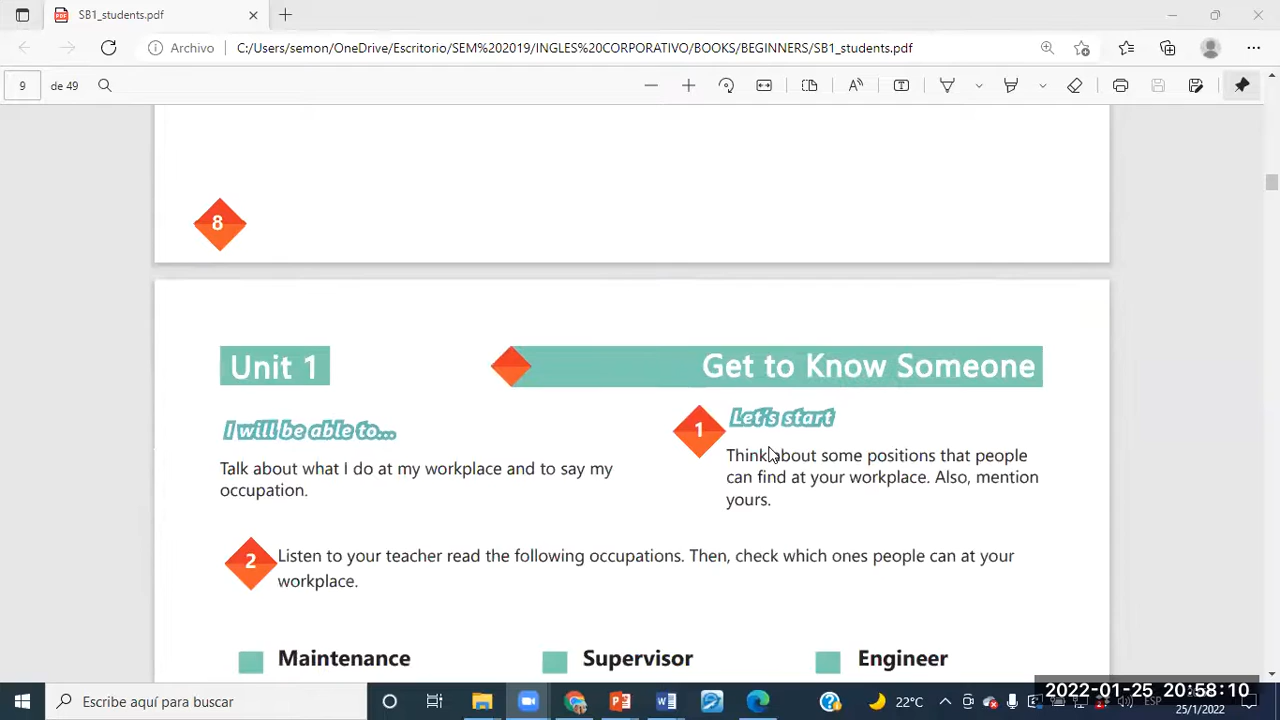 SB1_students.pdf
Archivo
C:/Users/semon/OneDrive/Escritorio/SEM%202019/INGLES%20CORPORATIVO/BOOKS/BEGINNERS/SB1_students.pdf
9 de 49
8
Unit 1
Get to Know Someone
I will be able to...
Talk about what I do at my workplace and to say my
occupation.
1
Let's start
Think about some positions that people
can find at your workplace. Also, mention
yours.
2
Listen to your teacher read the following occupations. Then, check which ones people can at your
workplace.
Maintenance
Supervisor
Engineer
Escribe aquí para buscar
22°C
ESP
2022-01-25 20:58:10
25/1/2022